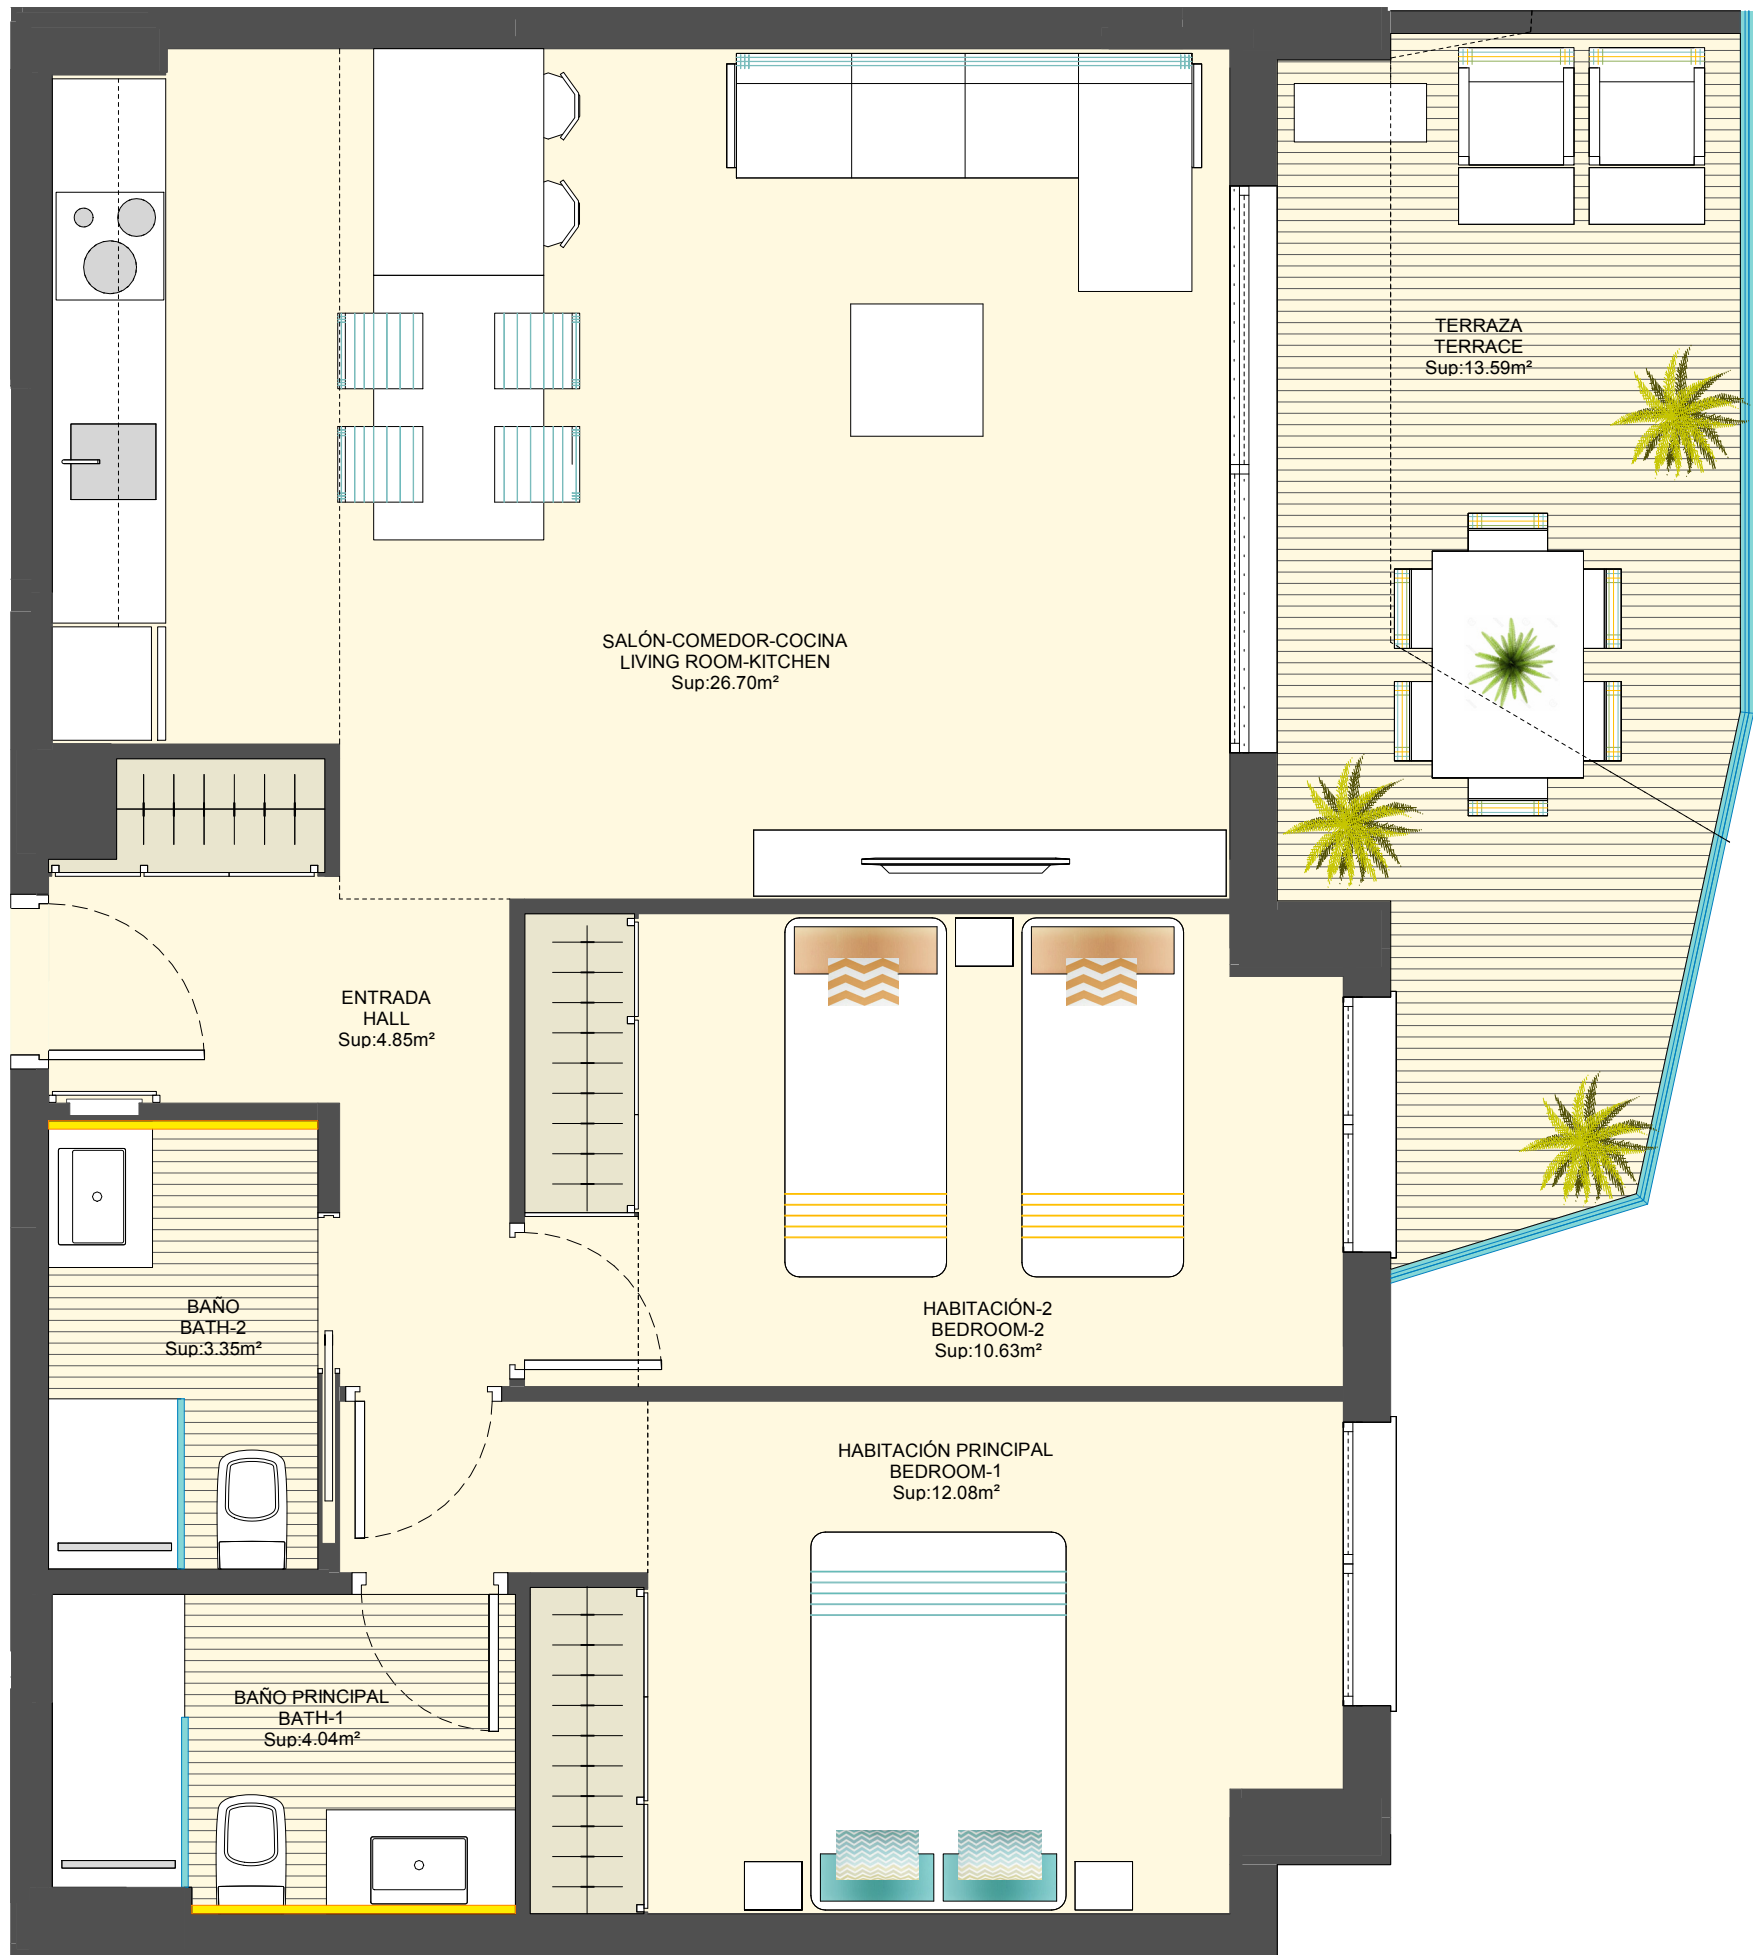 TERRAZA
TERRACE
Sup:13.59m²
SALÓN-COMEDOR-COCINA
LIVING ROOM-KITCHEN
Sup:26.70m²
ENTRADA
HALL
Sup:4.85m²
BAÑO
BATH-2
Sup:3.35m²
HABITACIÓN-2
BEDROOM-2
Sup:10.63m²
HABITACIÓN PRINCIPAL
BEDROOM-1
Sup:12.08m²
BAÑO PRINCIPAL
BATH-1
Sup:4.04m²